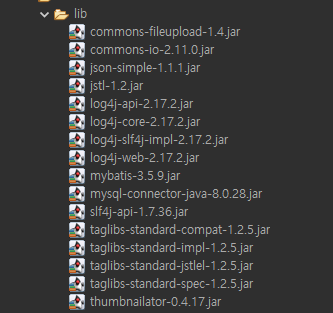 lib
commons-fileupload-1.4.jar
commons-io-2.11.0.jar
json-simple-1.1.1.jar
jstl-1.2.jar
log4j-api-2.17.2.jar
log4j-core-2.17.2.jar
log4j-slf4j-impl-2.17.2.jar
log4j-web-2.17.2.jar
mybatis-3.5.9.jar
mysql-connector-java-8.0.28.jar
slf4j-api-1.7.36.jar
taglibs-standard-compat-1.2.5.jar
taglibs-standard-impl-1.2.5.jar
taglibs-standard-jstlel-1.2.5.jar
taglibs-standard-spec-1.2.5.jar
thumbnailator-0.4.17.jar